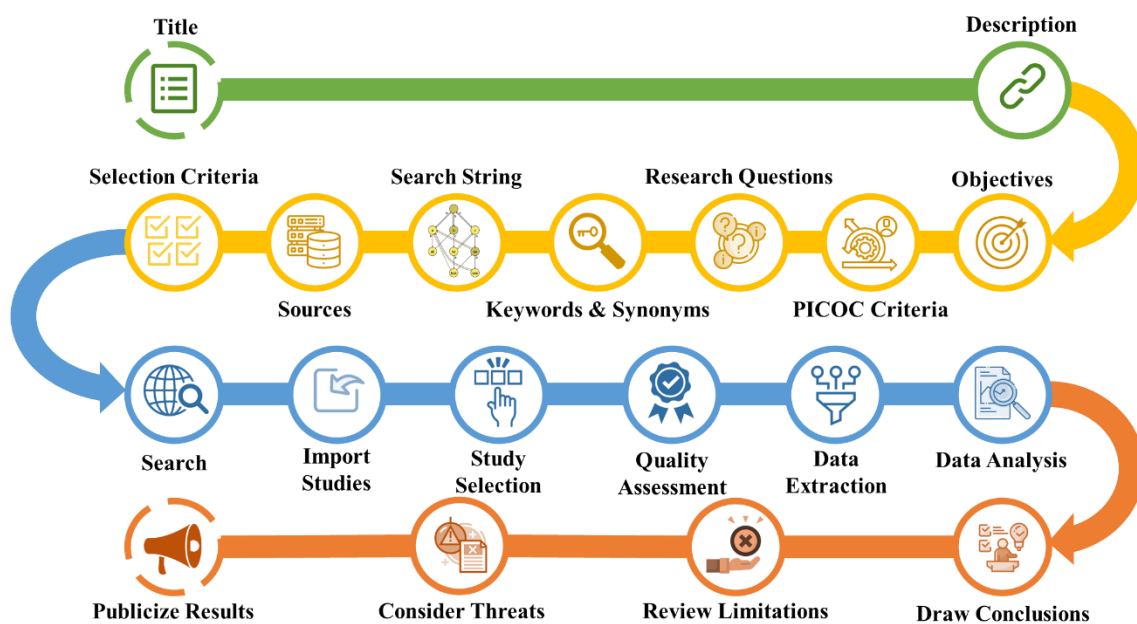 Title
Description
Selection Criteria
Search String
Research Questions
Objectives
Sources
Keywords & Synonyms
PICOC Criteria
Search
Import
Studies
Study
Selection
Quality
Assessment
Data
Extraction
Data Analysis
Publicize Results
Consider Threats
Review Limitations
Draw Conclusions